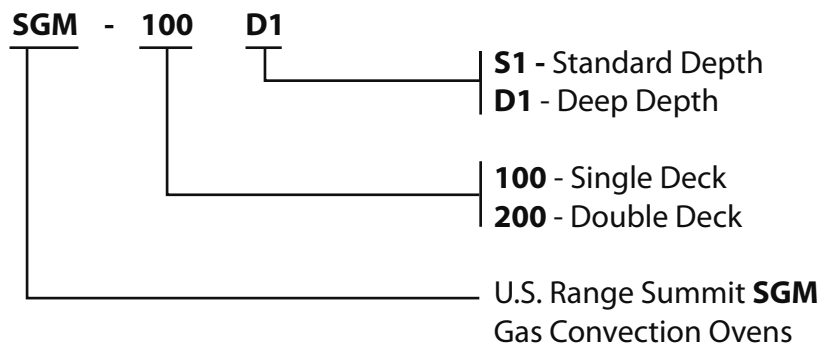 SGM - 100 D1
S1 - Standard Depth
D1 - Deep Depth
100 - Single Deck
200 - Double Deck
U.S. Range Summit SGM
Gas Convection Ovens